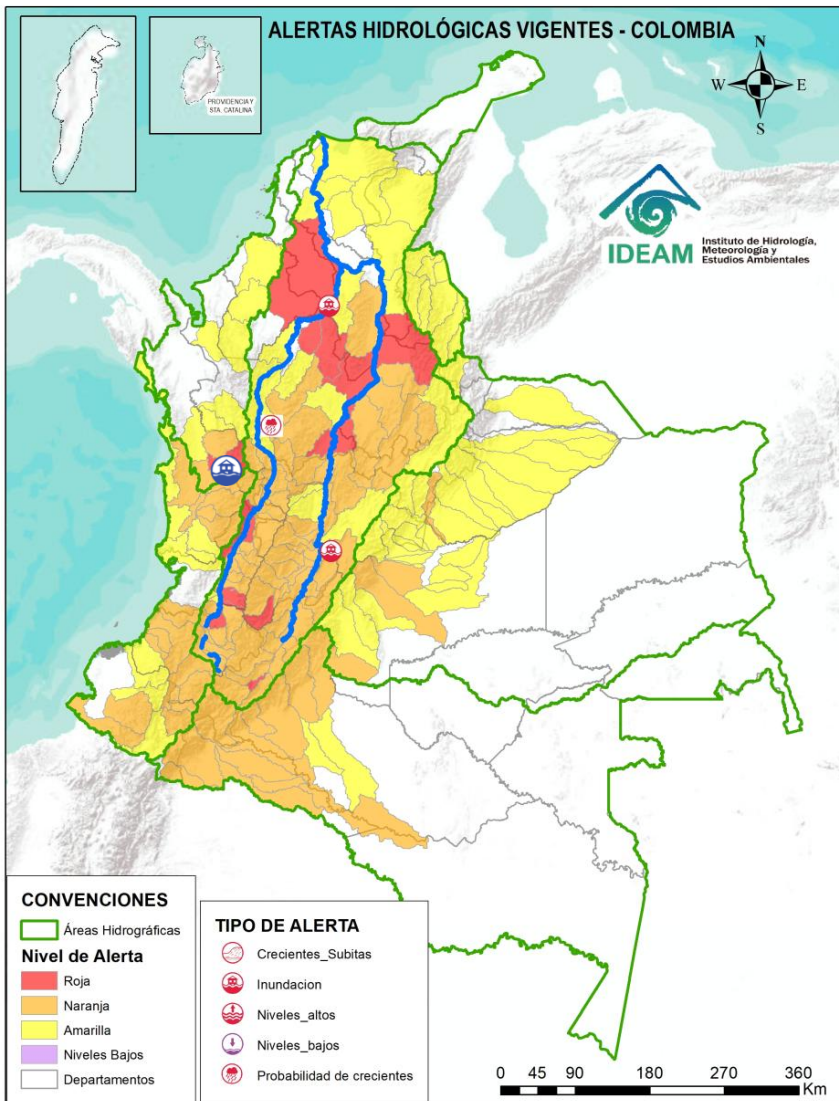 ALERTAS HIDROLÓGICAS VIGENTES - COLOMBIA
PROVIDENCIA Y
STA. CATALINA
N
W E
S
IDEAM
Instituto de Hidrología,
Meteorología y
Estudios Ambientales
CONVENCIONES
Áreas Hidrográficas
Nivel de Alerta
Roja
Naranja
Amarilla
Niveles Bajos
Departamentos
TIPO DE ALERTA
Crecientes_Subitas
Inundacion
Niveles_altos
Niveles_bajos
Probabilidad de crecientes
0 45 90 180 270 360
Km